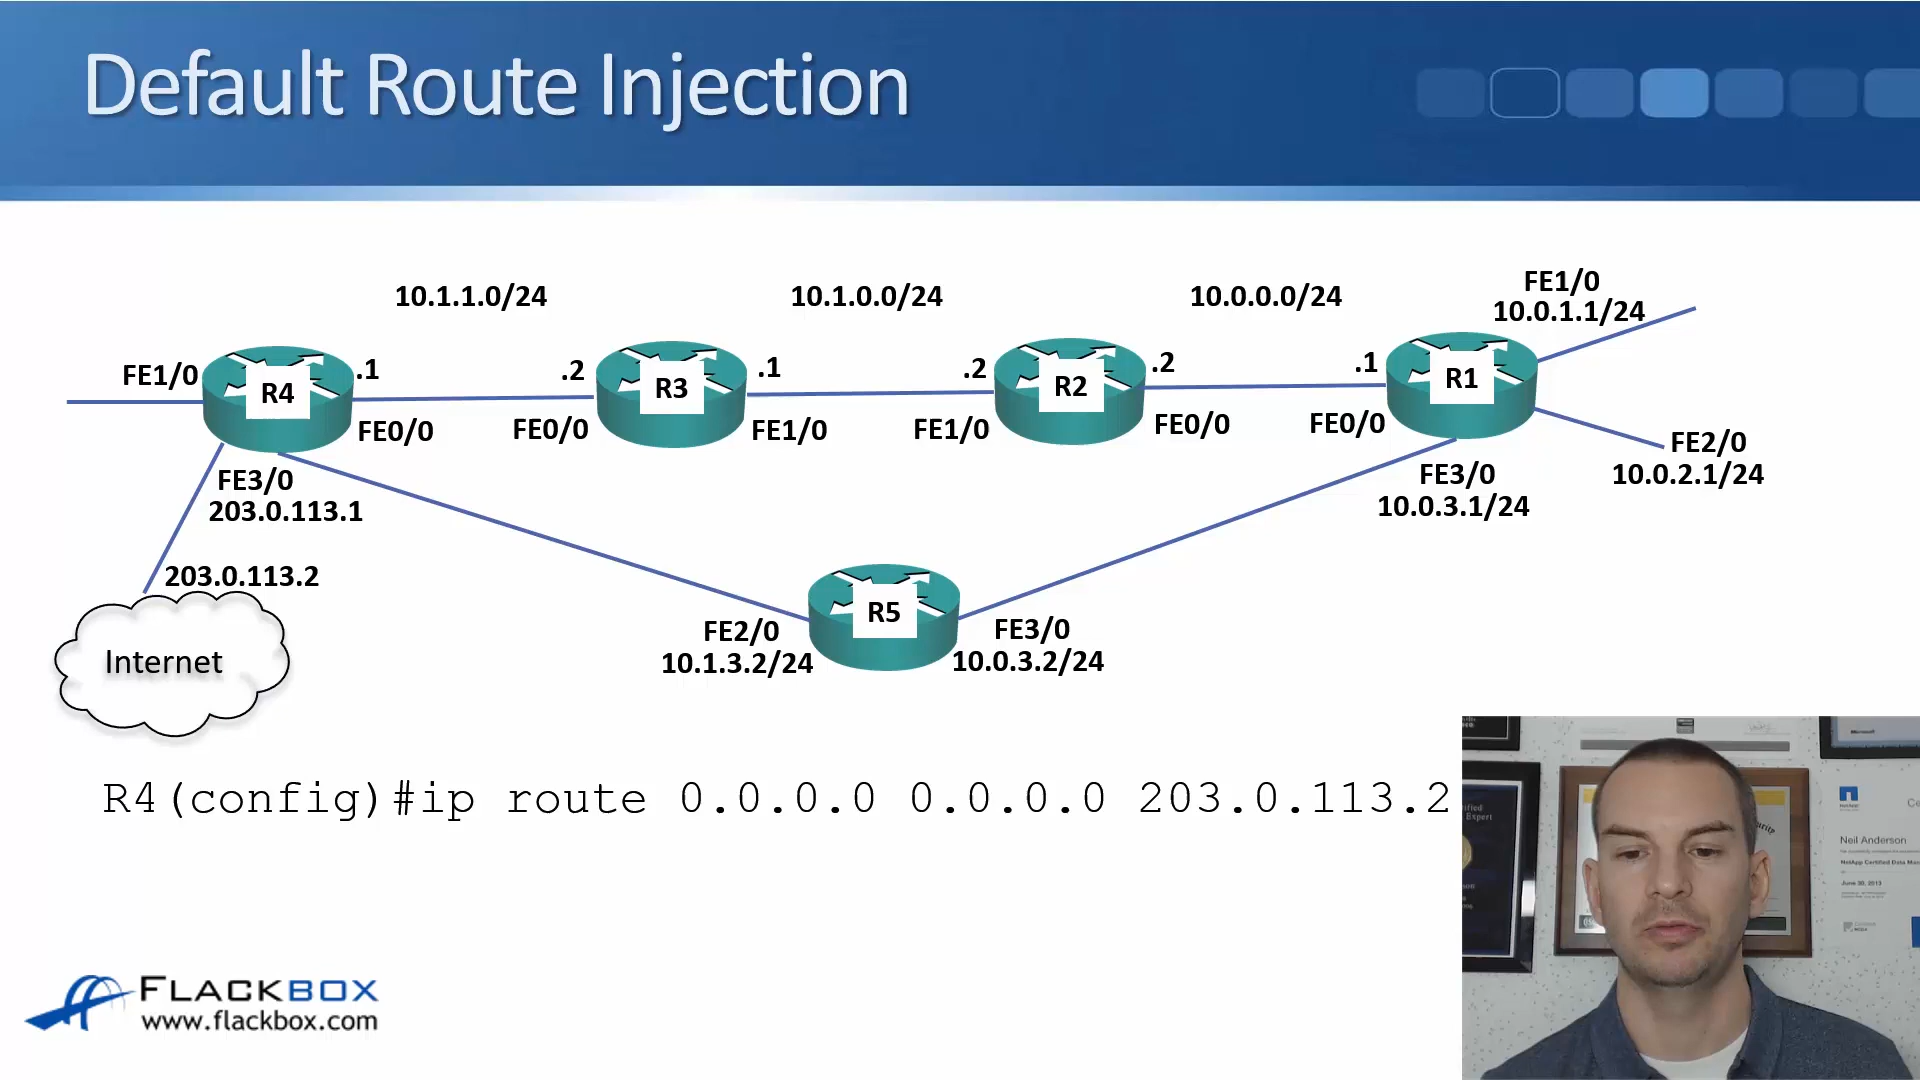 Default Route Injection
10.1.1.0/24
10.1.0.0/24
10.0.0.0/24
FE1/0
10.0.1.1/24
FE1/0
R4
.1
.2
R3
.1
.2
R2
.2
.1
R1
FE0/0
FE0/0
FE1/0
FE1/0
FE0/0
FE0/0
FE2/0
10.0.2.1/24
FE3/0
203.0.113.1
FE3/0
10.0.3.1/24
203.0.113.2
Internet
R5
FE2/0
10.1.3.2/24
FE3/0
10.0.3.2/24
R4(config)#ip route 0.0.0.0 0.0.0.0 203.0.113.2
FLACKBOX
www.flackbox.com
Neil Anderson
June 30, 2013